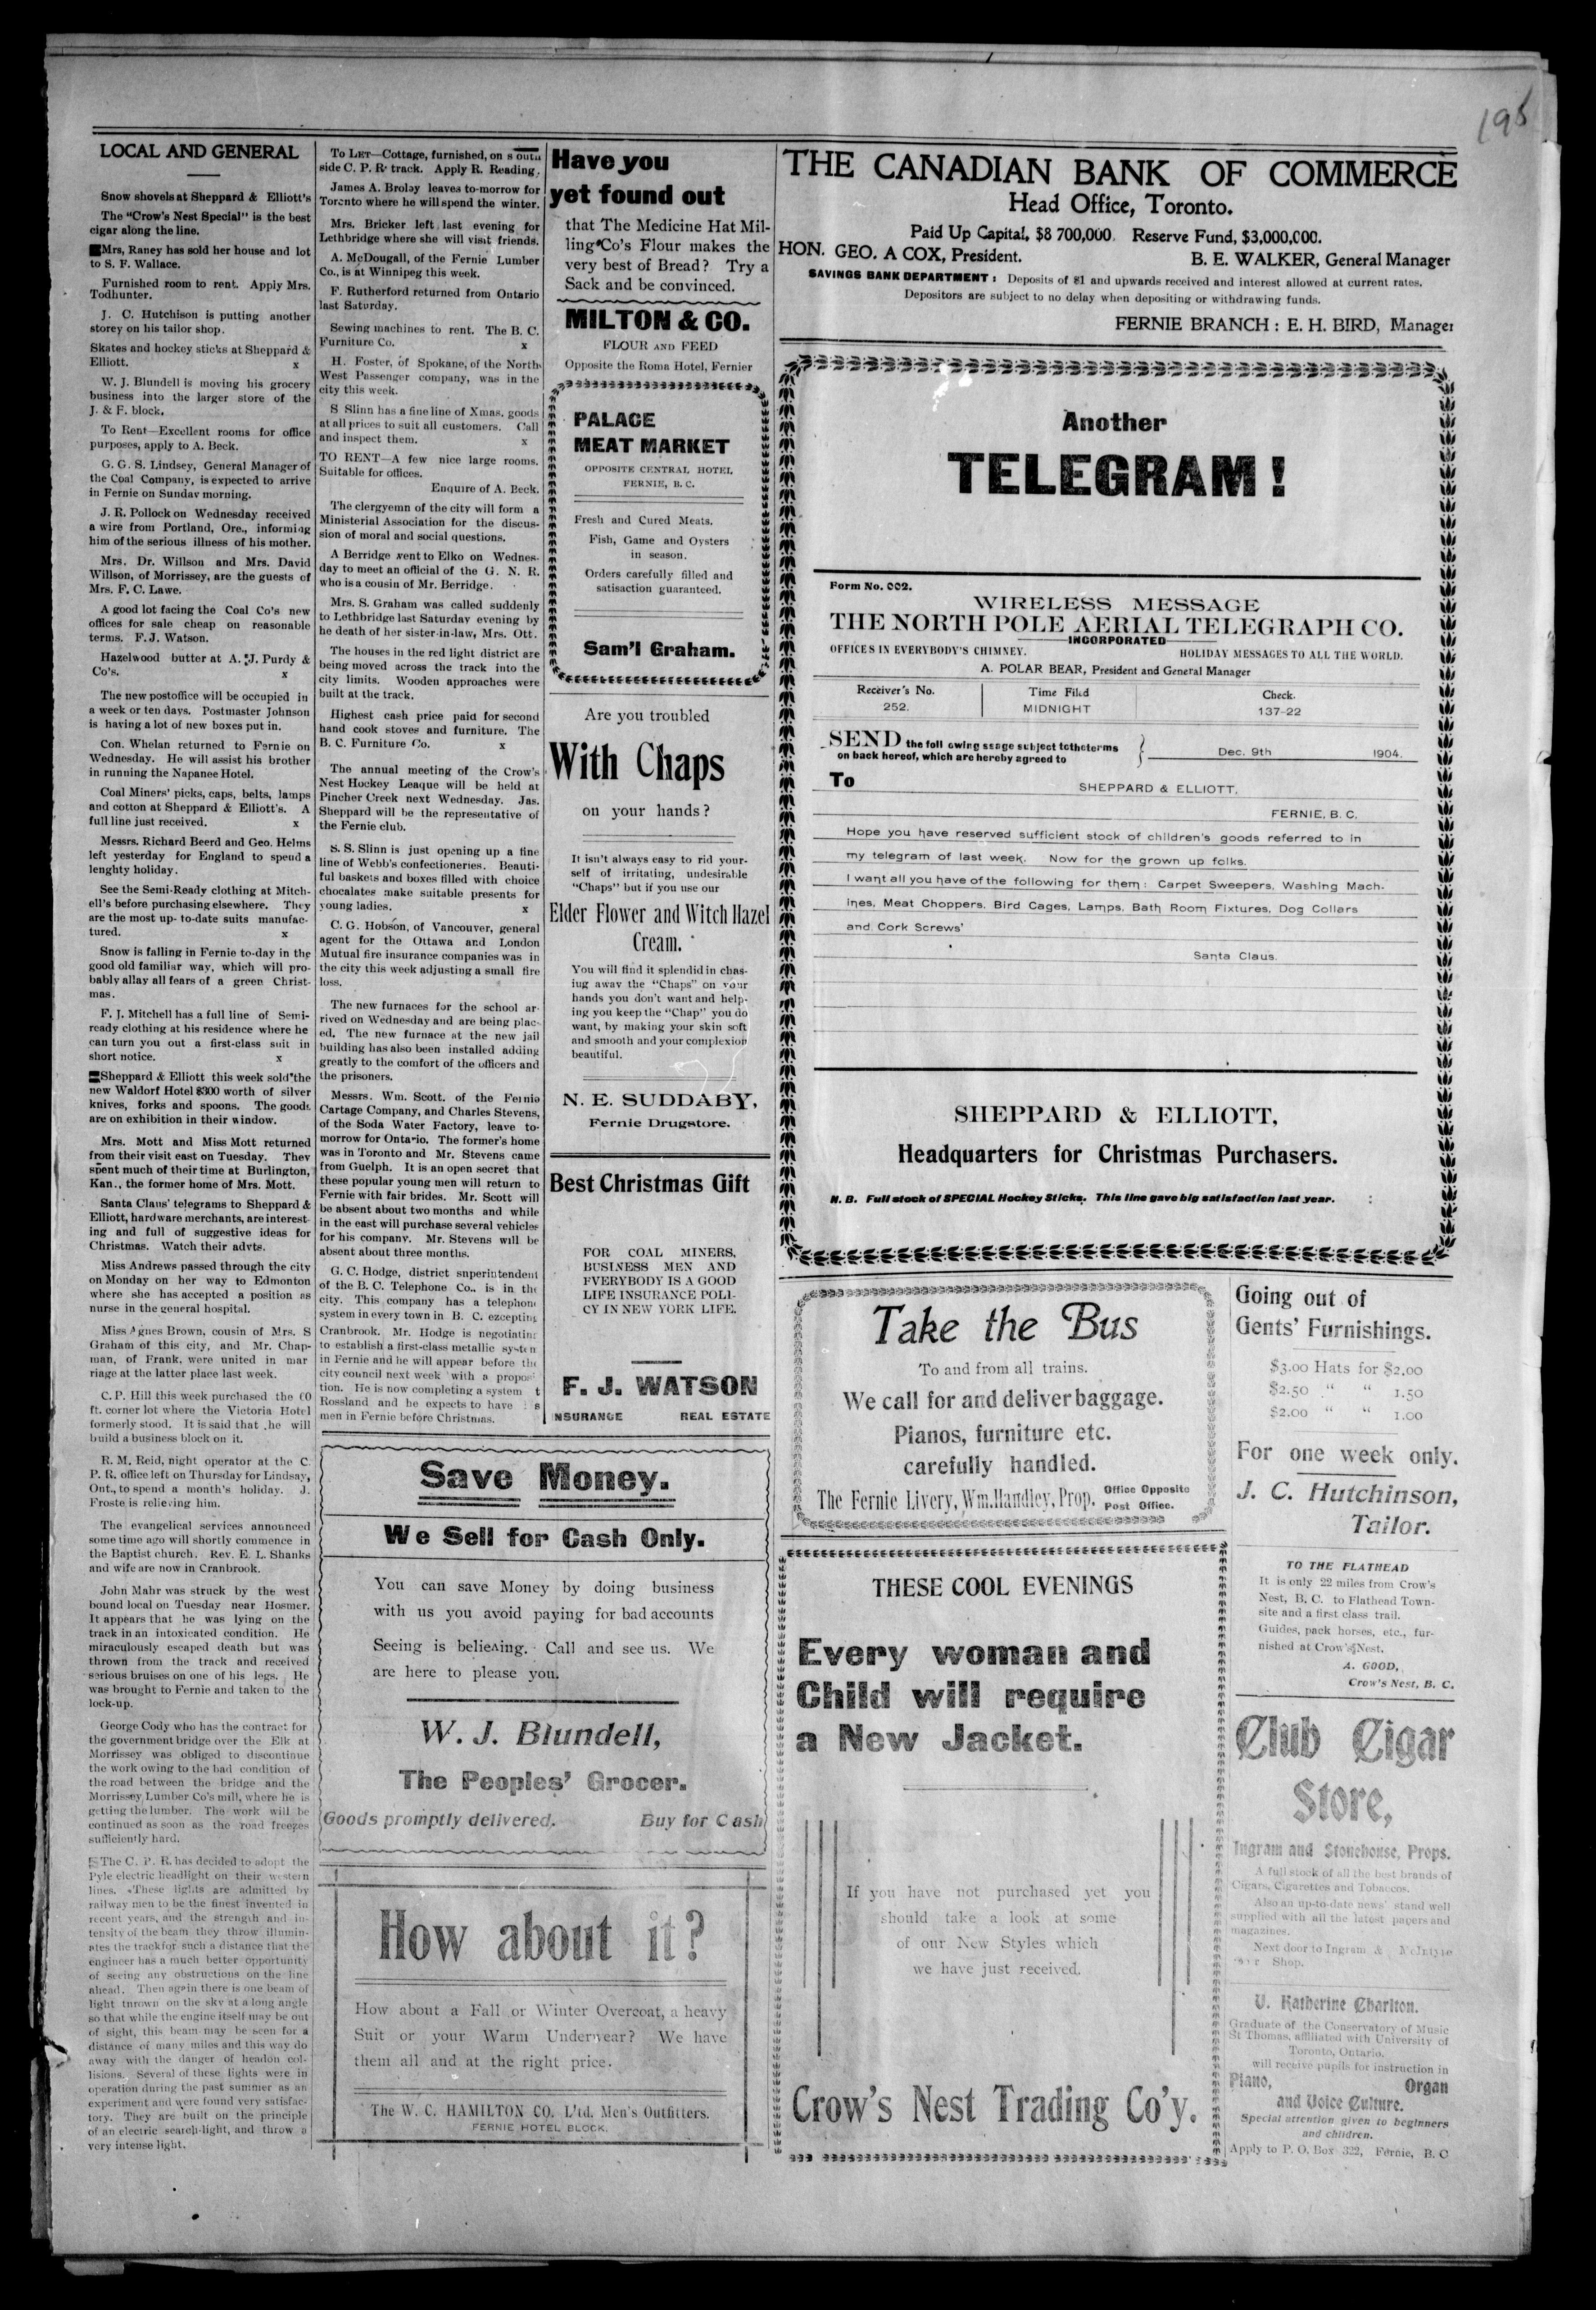 198
LOCAL AND GENERAL
Snow shovels at Sheppard & Elliott's
The "Crow's Nest Special" is the best
cigar along the line.
Mrs, Raney has sold her house and lot
to S. F. Wallace.
Furnished room to rent. Apply Mrs.
Todhunter.
J. C. Hutchison is putting another
storey on his tailor shop.
Skates and hockey sticks at Sheppard &
Elliott. x
W. J. Blundell is moving his grocery
business into the larger store of the
J. & F. block.
To Rent—Excellent rooms for office
purposes, apply to A. Beck.
G. G. S. Lindsey, General Manager of
the Coal Company, is expected to arrive
in Fernie on Sunday morning.
J. R. Pollock on Wednesday received
a wire from Portland, Ore., informing
him of the serious illness of his mother.
Mrs. Dr. Willson and Mrs. David
Willson, of Morrissey, are the guests of
Mrs. F. C. Lawe.
A good lot facing the Coal Co's new
offices for sale cheap on reasonable
terms. F. J. Watson.
Hazelwood butter at A. J. Purdy &
Co's. x
The new postoffice will be occupied in
a week or ten days. Postmaster Johnson
is having a lot of new boxes put in.
Con. Whelan returned to Fernie on
Wednesday. He will assist his brother
in running the Napanee Hotel.
Coal Miners' picks, caps, belts, lamps
and cotton at Sheppard & Elliott's. A
full line just received. x
Messrs. Richard Beerd and Geo. Helms
left yesterday for England to spend a
lenghty holiday.
See the Semi-Ready clothing at Mitch-
ell's before purchasing elsewhere. They
are the most up-to-date suits manufac-
tured. x
Snow is falling in Fernie to-day in the
good old familiar way, which will pro-
bably allay all fears of a green Christ-
mas.
F. J. Mitchell has a full line of Semi-
ready clothing at his residence where he
can turn you out a first-class suit in
short notice. x
Sheppard & Elliott this week sold the
new Waldorf Hotel $300 worth of silver
knives, forks and spoons. The goods
are on exhibition in their window.
Mrs. Mott and Miss Mott returned
from their visit east on Tuesday. They
spent much of their time at Burlington,
Kan., the former home of Mrs. Mott.
Santa Claus' telegrams to Sheppard &
Elliott, hardware merchants, are interest
ing and full of suggestive ideas for
Christmas. Watch their advts.
Miss Andrews passed through the city
on Monday on her way to Edmonton
where she has accepted a position as
nurse in the general hospital.
Miss Agnes Brown, cousin of Mrs. S
Graham of this city, and Mr. Chap-
man, of Frank, were united in mar
riage at the latter place last week.
C. P. Hill this week purchased the 60
ft. corner lot where the Victoria Hotel
formerly stood. It is said that he will
build a business block on it.
R. M. Reid, night operator at the C.
P. R. office left on Thursday for Lindsay,
Ont., to spend a month's holiday. J.
Froste is relieving him.
The evangelical services announced
some time ago will shortly commence in
the Baptist church. Rev. E. L. Shanks
and wife are now in Cranbrook.
John Mahr was struck by the west
bound local on Tuesday near Hosmer.
It appears that he was lying on the
track in an intoxicated condition. He
miraculously escaped death but was
thrown from the track and received
serious bruises on one of his legs. He
was brought to Fernie and taken to the
lock-up.
George Cody who has the contract for
the government bridge over the Elk at
Morrissey was obliged to discontinue
the work owing to the bad condition of
the road between the bridge and the
Morrissey Lumber Co's mill, where he is
getting the lumber. The work will be
continued as soon as the road freezes
sufficiently hard.
The C. P. R. has decided to adopt the
Pyle electric headlight on their western
lines. These lights are admitted by
railway men to be the finest invented in
recent years, and the strength and in-
tensity of the beam they throw illumin-
ates the track for such a distance that the
engineer has a much better opportunity
of seeing any obstructions on the line
ahead. Then again there is one beam of
light thrown on the sky at a long angle
so that while the engine itself may be out
of sight, this beam may be seen for a
distance of many miles and this way do
away with the danger of headon col-
lisions. Several of these lights were in
operation during the past summer as an
experiment and were found very satisfac-
tory. They are built on the principle
of an electric search-light, and throw a
very intense light.
To LET—Cottage, furnished, on south
side C. P. R. track. Apply R. Reading.
James A. Brolay leaves to-morrow for
Toronto where he will spend the winter.
Mrs. Bricker left last evening for
Lethbridge where she will visit friends.
A. McDougall, of the Fernie Lumber
Co., is at Winnipeg this week.
F. Rutherford returned from Ontario
last Saturday.
Sewing machines to rent. The B. C.
Furniture Co. x
H. Foster, of Spokane, of the North
West Passenger company, was in the
city this week.
S Slinn has a fine line of Xmas. goods
at all prices to suit all customers. Call
and inspect them. x
TO RENT—A few nice large rooms.
Suitable for offices.
Enquire of A. Beck.
The clergyemn of the city will form a
Ministerial Association for the discus-
sion of moral and social questions.
A Berridge went to Elko on Wednes-
day to meet an official of the G. N. R.
who is a cousin of Mr. Berridge.
Mrs. S. Graham was called suddenly
to Lethbridge last Saturday evening by
he death of her sister-in-law, Mrs. Ott.
The houses in the red light district are
being moved across the track into the
city limits. Wooden approaches were
built at the track.
Highest cash price paid for second
hand cook stoves and furniture. The
B. C. Furniture Co. x
The annual meeting of the Crow's
Nest Hockey Leaque will be held at
Pincher Creek next Wednesday. Jas.
Sheppard will be the representative of
the Fernie club.
S. S. Slinn is just opening up a fine
line of Webb's confectioneries. Beauti-
ful baskets and boxes filled with choice
chocalates make suitable presents for
young ladies. x
C. G. Hobson, of Vancouver, general
agent for the Ottawa and London
Mutual fire insurance companies was in
the city this week adjusting a small fire
loss.
The new furnaces for the school ar-
rived on Wednesday and are being plac-
ed. The new furnace at the new jail
building has also been installed adding
greatly to the comfort of the officers and
the prisoners.
Messrs. Wm. Scott. of the Fernie
Cartage Company, and Charles Stevens,
of the Soda Water Factory, leave to-
morrow for Ontario. The former's home
was in Toronto and Mr. Stevens came
from Guelph. It is an open secret that
these popular young men will return to
Fernie with fair brides. Mr. Scott will
be absent about two months and while
in the east will purchase several vehicles
for his company. Mr. Stevens will be
absent about three months.
G. C. Hodge, district snperintendent
of the B. C. Telephone Co.. is in the
city. This company has a telephone
system in every town in B. C. ezcepting
Cranbrook. Mr. Hodge is negotiating
to establish a first-class metallic system
in Fernie and he will appear before the
city council next week with a proposi
tion. He is now completing a system t
Rossland and he expects to have s
men in Fernie before Christmas.
Have you
yet found out
that The Medicine Hat Mil-
ling Co's Flour makes the
very best of Bread? Try a
Sack and be convinced.
MILTON & CO.
FLOUR AND FEED
Opposite the Roma Hotel, Fernier
PALACE
MEAT MARKET
OPPOSITE CENTRAL HOTEL
FERNIE, B. C.
Fresh and Cured Meats.
Fish, Game and Oysters
in season.
Orders carefully filled and
satisaction guaranteed.
Sam'l Graham.
Are you troubled
With Chaps
on your hands?
It isn't always easy to rid your-
self of irritating, undesirable
"Chaps" but if you use our
Elder Flower and Witch Hazel
Cream.
You will find it splendid in chas-
ing away the "Chaps" on your
hands you don't want and help-
ing you keep the "Chap" you do
want, by making your skin soft
and smooth and your complexion
beautiful.
N. E. SUDDABY,
Fernie Drugstore.
Best Christmas Gift
FOR COAL MINERS,
BUSINESS MEN AND
EVERYBODY IS A GOOD
LIFE INSURANCE POLI-
CY IN NEW YORK LIFE.
F. J. WATSON
NSURANCE REAL ESTATE
Save Money.
We Sell for Cash Only.
You can save Money by doing business
with us you avoid paying for bad accounts
Seeing is believing. Call and see us. We
are here to please you.
W. J. Blundell,
The Peoples' Grocer.
Goods promptly delivered. Buy for Cash
How about it?
How about a Fall or Winter Overcoat, a heavy
Suit or your Warm Underwear? We have
them all and at the right price.
The W. C. HAMILTON CO. L'td. Men's Outfitters.
FERNIE HOTEL BLOCK.
THE CANADIAN BANK OF COMMERCE
Head Office, Toronto.
Paid Up Capital, $8 700,000. Reserve Fund, $3,000,000.
HON. GEO. A COX, President. B. E. WALKER, General Manager
SAVINGS BANK DEPARTMENT: Deposits of $1 and upwards received and interest allowed at current rates.
Depositors are subject to no delay when depositing or withdrawing funds.
FERNIE BRANCH: E. H. BIRD, Manager
Another
TELEGRAM!
Form No. 002.
WIRELESS MESSAGE
THE NORTH POLE AERIAL TELEGRAPH CO.
INCORPORATED
OFFICES IN EVERYBODY'S CHIMNEY. HOLIDAY MESSAGES TO ALL THE WORLD.
A. POLAR BEAR, President and General Manager
Receiver's No. Time Filed Check.
252. MIDNIGHT 137-22
SEND the foll owing ssage subject totheterms
on back hereof, which are hereby agreed to
Dec. 9th 1904.
To SHEPPARD & ELLIOTT,
FERNIE, B. C.
Hope you have reserved sufficient stock of children's goods referred to in
my telegram of last week. Now for the grown up folks.
I want all you have of the following for them: Carpet Sweepers, Washing Mach-
ines, Meat Choppers, Bird Cages, Lamps, Bath Room Fixtures, Dog Collars
and Cork Screws'
Santa Claus.
SHEPPARD & ELLIOTT,
Headquarters for Christmas Purchasers.
N. B. Full stock of SPECIAL Hockey Sticks. This line gave big satisfaction last year.
Take the Bus
To and from all trains.
We call for and deliver baggage.
Pianos, furniture etc.
carefully handled.
The Fernie Livery, Wm. Handley, Prop. Office Opposite
Post Office.
THESE COOL EVENINGS
Every woman and
Child will require
a New Jacket.
If you have not purchased yet you
should take a look at some
of our New Styles which
we have just received.
Crow's Nest Trading Co'y.
Going out of
Gents' Furnishings.
$3.00 Hats for $2.00
$2.50 " " 1.50
$2.00 " " 1.00
For one week only.
J. C. Hutchinson,
Tailor.
TO THE FLATHEAD
It is only 22 miles from Crow's
Nest, B. C. to Flathead Town-
site and a first class trail.
Guides, pack horses, etc., fur-
nished at Crow's Nest.
A. GOOD,
Crow's Nest, B. C.
Club Cigar
Store,
Ingram and Stonehouse, Props.
A full stock of all the best brands of
Cigars, Cigarettes and Tobaccos.
Also an up-to-date news' stand well
supplied with all the latest papers and
magazines.
Next door to Ingram & McIntyre
Shop.
U. Katherine Charlton.
Graduate of the Conservatory of Music
St Thomas, affiliated with University of
Toronto, Ontario.
will receive pupils for instruction in
Piano, Organ
and Voice Culture.
Special attention given to beginners
and children.
Apply to P. O. Box 322, Fernie, B. C